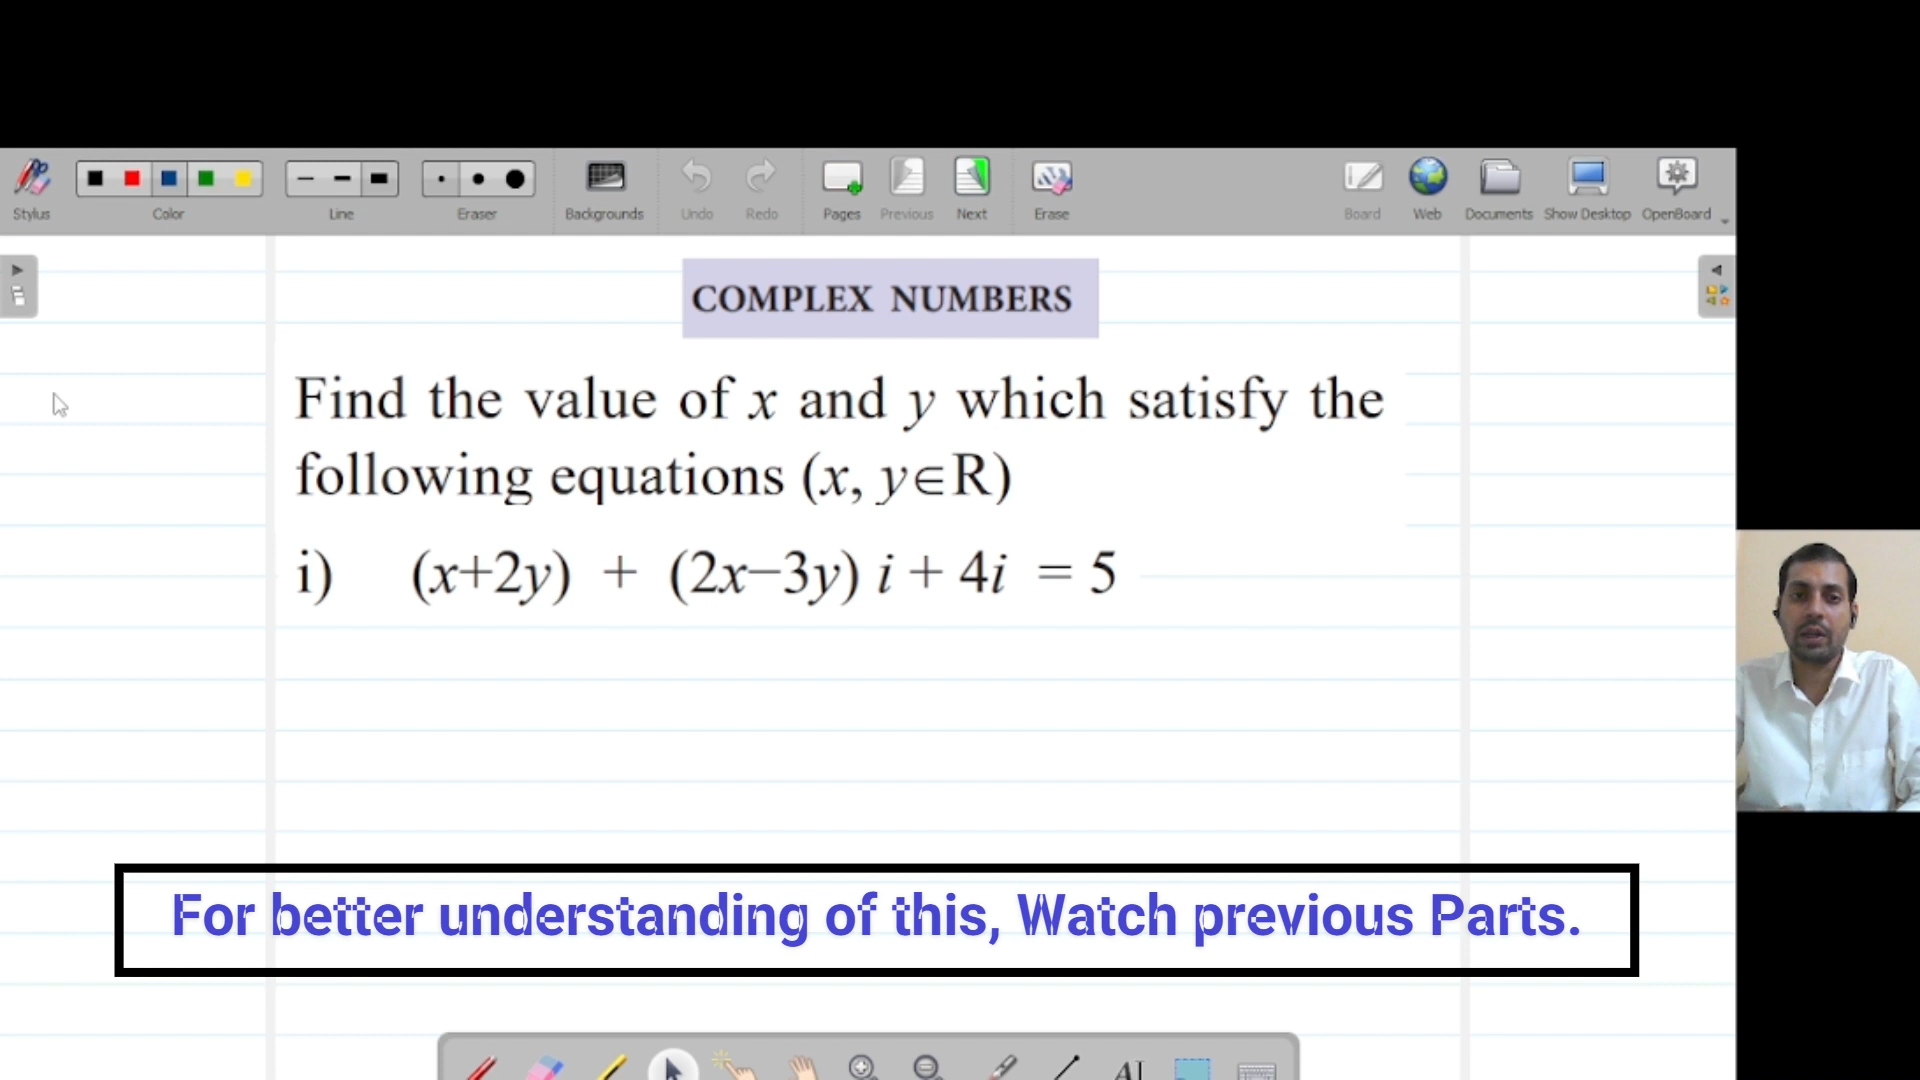 Stylus Color Line Eraser Backgrounds Undo Redo Pages Previous Next Erase Board Web Documents Show Desktop OpenBoard
COMPLEX NUMBERS
Find the value of x and y which satisfy the
following equations (x, y∈R)
i) (x+2y) + (2x−3y) i + 4i = 5
For better understanding of this, Watch previous Parts.
AI